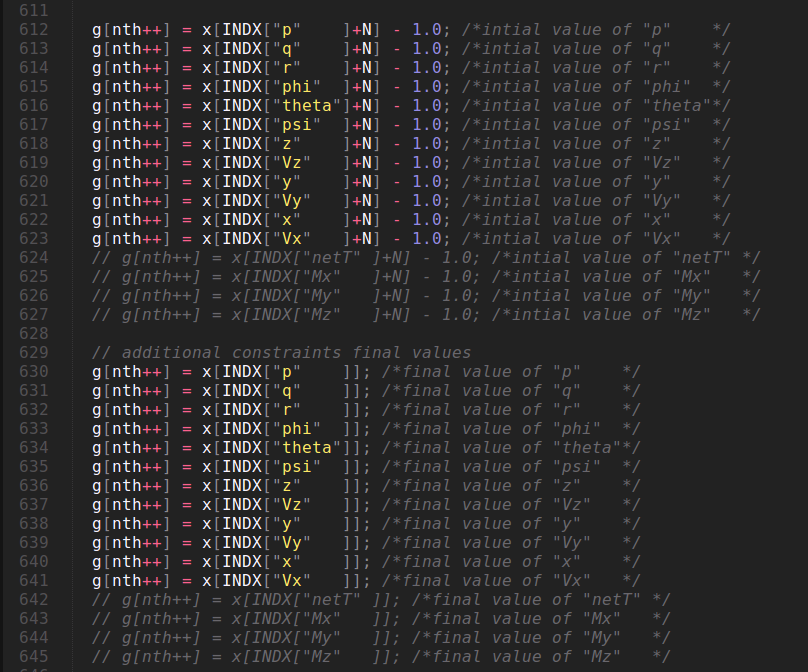 611
612 g[nth++] = x[INDX["p"    ]+N] - 1.0; /*intial value of "p"    */
613 g[nth++] = x[INDX["q"    ]+N] - 1.0; /*intial value of "q"    */
614 g[nth++] = x[INDX["r"    ]+N] - 1.0; /*intial value of "r"    */
615 g[nth++] = x[INDX["phi"  ]+N] - 1.0; /*intial value of "phi"  */
616 g[nth++] = x[INDX["theta"]+N] - 1.0; /*intial value of "theta"*/
617 g[nth++] = x[INDX["psi"  ]+N] - 1.0; /*intial value of "psi"  */
618 g[nth++] = x[INDX["z"    ]+N] - 1.0; /*intial value of "z"    */
619 g[nth++] = x[INDX["Vz"   ]+N] - 1.0; /*intial value of "Vz"   */
620 g[nth++] = x[INDX["y"    ]+N] - 1.0; /*intial value of "y"    */
621 g[nth++] = x[INDX["Vy"   ]+N] - 1.0; /*intial value of "Vy"   */
622 g[nth++] = x[INDX["x"    ]+N] - 1.0; /*intial value of "x"    */
623 g[nth++] = x[INDX["Vx"   ]+N] - 1.0; /*intial value of "Vx"   */
624 // g[nth++] = x[INDX["netT" ]+N] - 1.0; /*intial value of "netT" */
625 // g[nth++] = x[INDX["Mx"   ]+N] - 1.0; /*intial value of "Mx"   */
626 // g[nth++] = x[INDX["My"   ]+N] - 1.0; /*intial value of "My"   */
627 // g[nth++] = x[INDX["Mz"   ]+N] - 1.0; /*intial value of "Mz"   */
628
629 // additional constraints final values
630 g[nth++] = x[INDX["p"    ]]; /*final value of "p"    */
631 g[nth++] = x[INDX["q"    ]]; /*final value of "q"    */
632 g[nth++] = x[INDX["r"    ]]; /*final value of "r"    */
633 g[nth++] = x[INDX["phi"  ]]; /*final value of "phi"  */
634 g[nth++] = x[INDX["theta"]]; /*final value of "theta"*/
635 g[nth++] = x[INDX["psi"  ]]; /*final value of "psi"  */
636 g[nth++] = x[INDX["z"    ]]; /*final value of "z"    */
637 g[nth++] = x[INDX["Vz"   ]]; /*final value of "Vz"   */
638 g[nth++] = x[INDX["y"    ]]; /*final value of "y"    */
639 g[nth++] = x[INDX["Vy"   ]]; /*final value of "Vy"   */
640 g[nth++] = x[INDX["x"    ]]; /*final value of "x"    */
641 g[nth++] = x[INDX["Vx"   ]]; /*final value of "Vx"   */
642 // g[nth++] = x[INDX["netT" ]]; /*final value of "netT" */
643 // g[nth++] = x[INDX["Mx"   ]]; /*final value of "Mx"   */
644 // g[nth++] = x[INDX["My"   ]]; /*final value of "My"   */
645 // g[nth++] = x[INDX["Mz"   ]]; /*final value of "Mz"   */